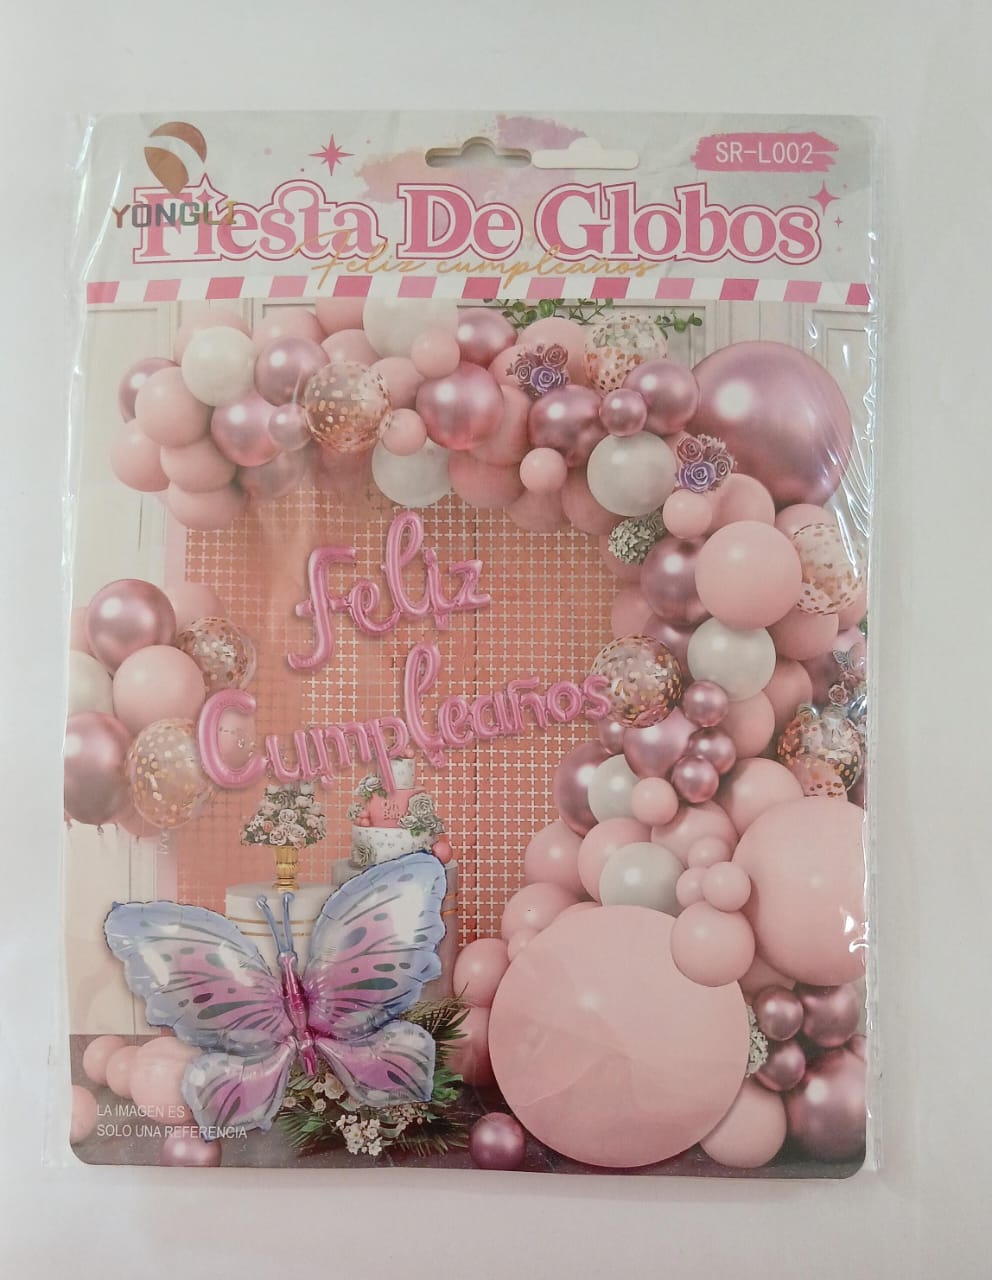 SR-L002
YONGLI
Fiesta De Globos
Feliz cumpleaños
Feliz
Cumpleaños
LA IMAGEN ES
SOLO UNA REFERENCIA